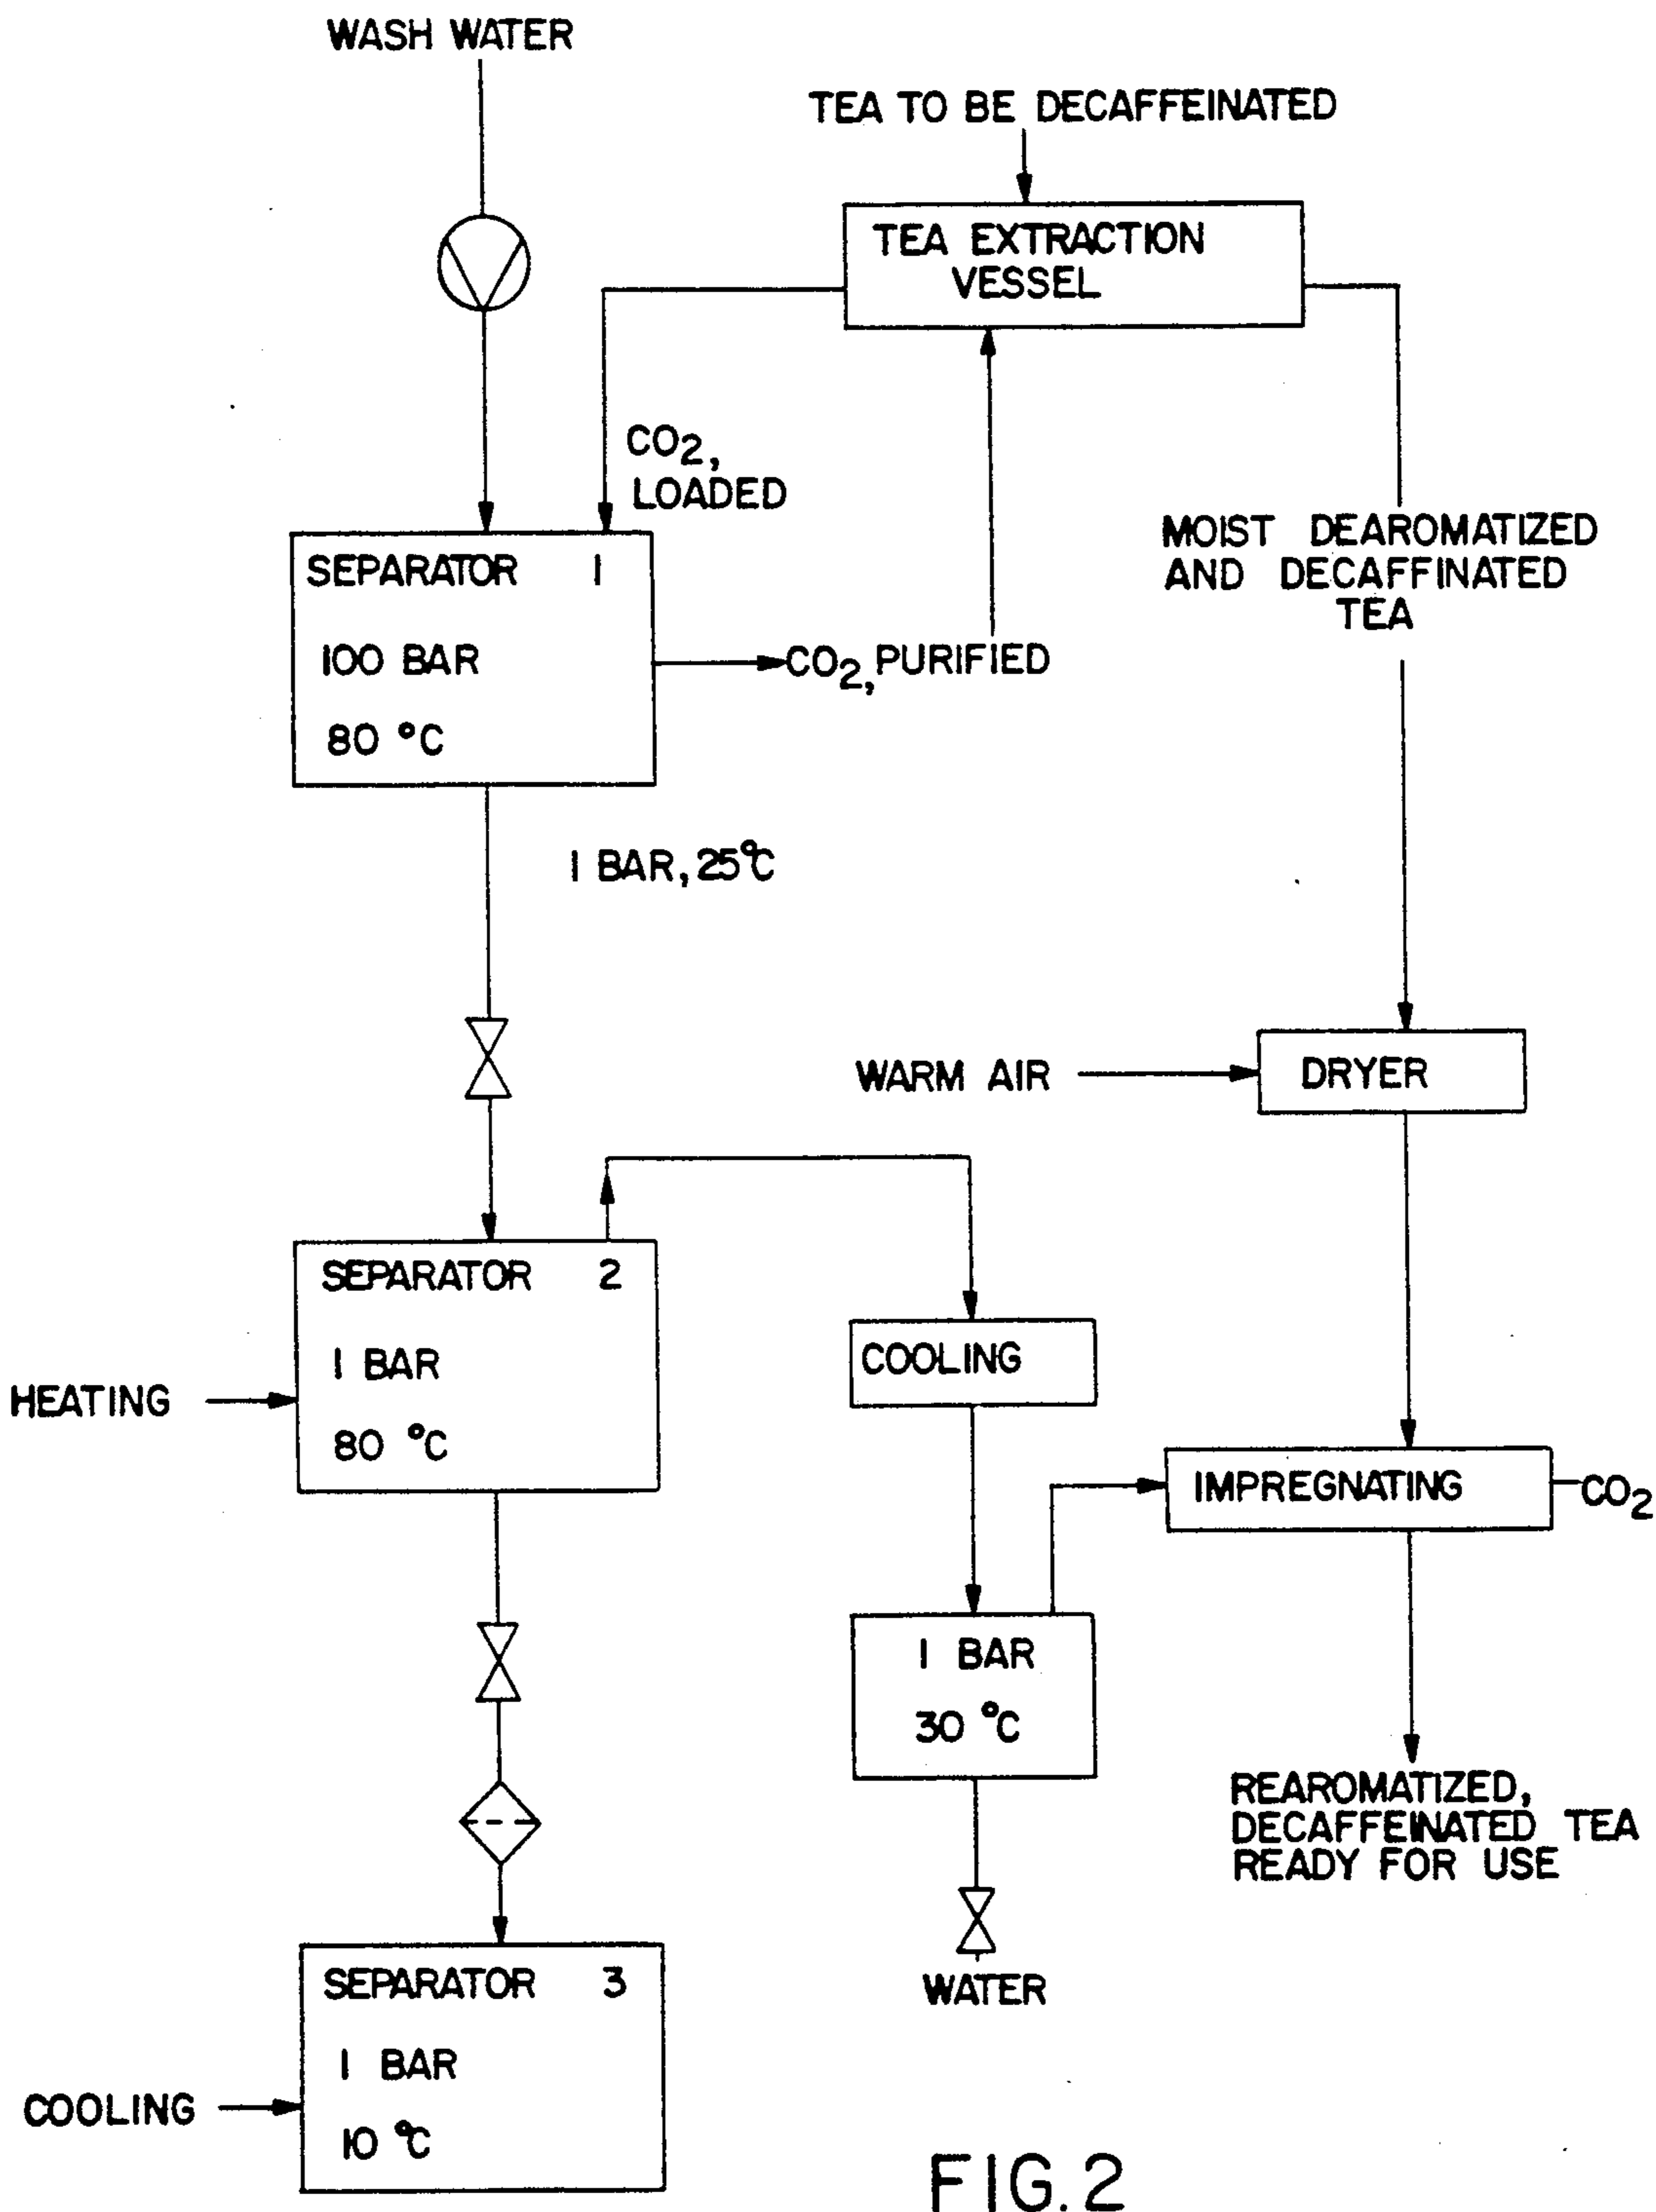 WASH WATER
TEA TO BE DECAFFEINATED
TEA EXTRACTION
VESSEL
CO2,
LOADED
MOIST DEAROMATIZED
AND DECAFFINATED
TEA
SEPARATOR 1
100 BAR
80 °C
CO2, PURIFIED
1 BAR, 25°C
WARM AIR
DRYER
SEPARATOR 2
1 BAR
80 °C
HEATING
COOLING
IMPREGNATING
CO2
1 BAR
30 °C
REAROMATIZED,
DECAFFEINATED TEA
READY FOR USE
WATER
SEPARATOR 3
1 BAR
10 °C
COOLING
FIG. 2